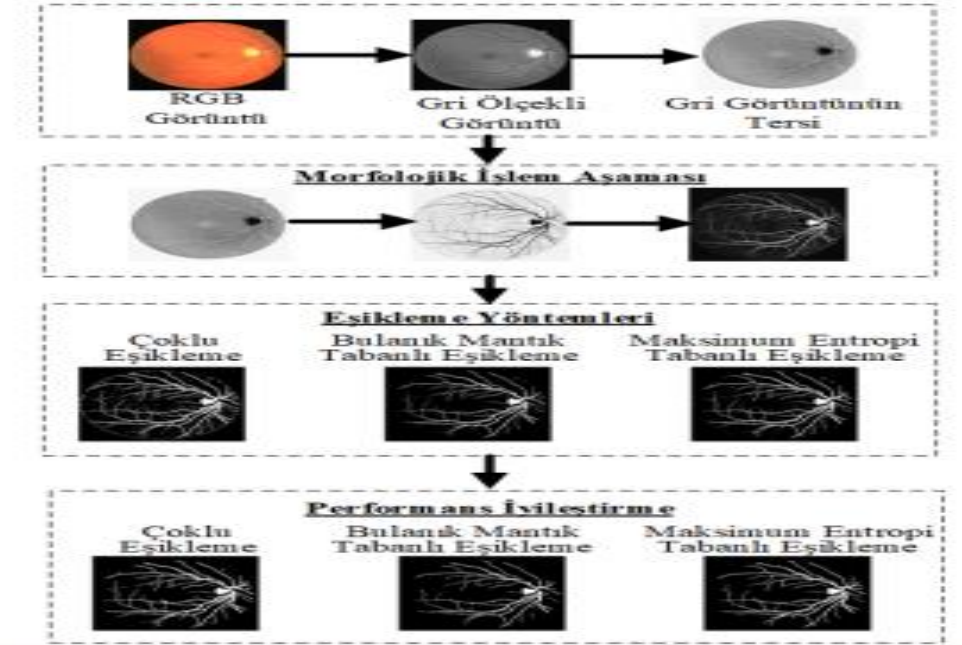 RGB
Görüntü
Gri Ölçekli
Görüntü
Gri Görüntünün
Tersi
Morfolojik İşlem Aşaması
Eşikleme Yöntemleri
Çoklu
Eşikleme
Bulanık Mantık
Tabanlı Eşikleme
Maksimum Entropi
Tabanlı Eşikleme
Performans İyileştirme
Çoklu
Eşikleme
Bulanık Mantık
Tabanlı Eşikleme
Maksimum Entropi
Tabanlı Eşikleme